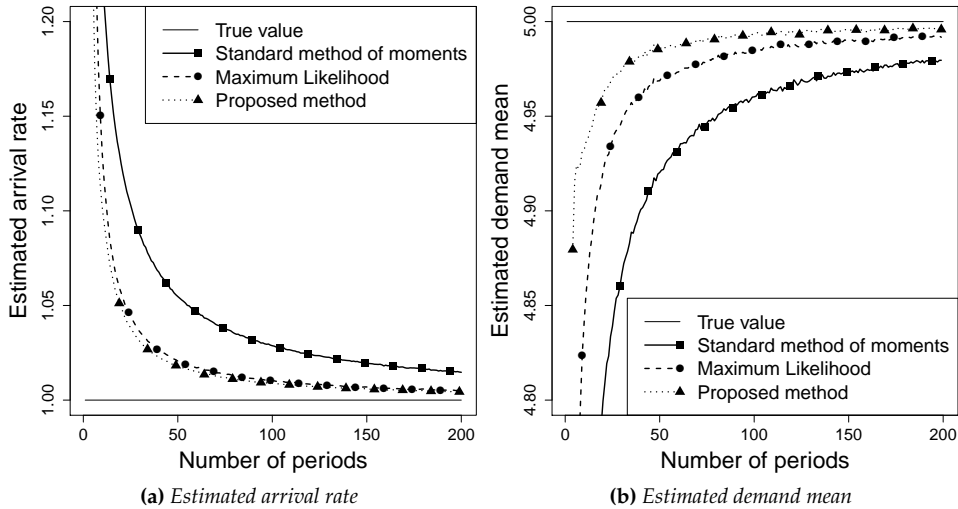 Estimated arrival rate
1.20
1.15
1.10
1.05
1.00
True value
Standard method of moments
Maximum Likelihood
Proposed method
0
50
100
150
200
Number of periods
(a) Estimated arrival rate
Estimated demand mean
5.00
4.95
4.90
4.85
4.80
True value
Standard method of moments
Maximum Likelihood
Proposed method
0
50
100
150
200
Number of periods
(b) Estimated demand mean